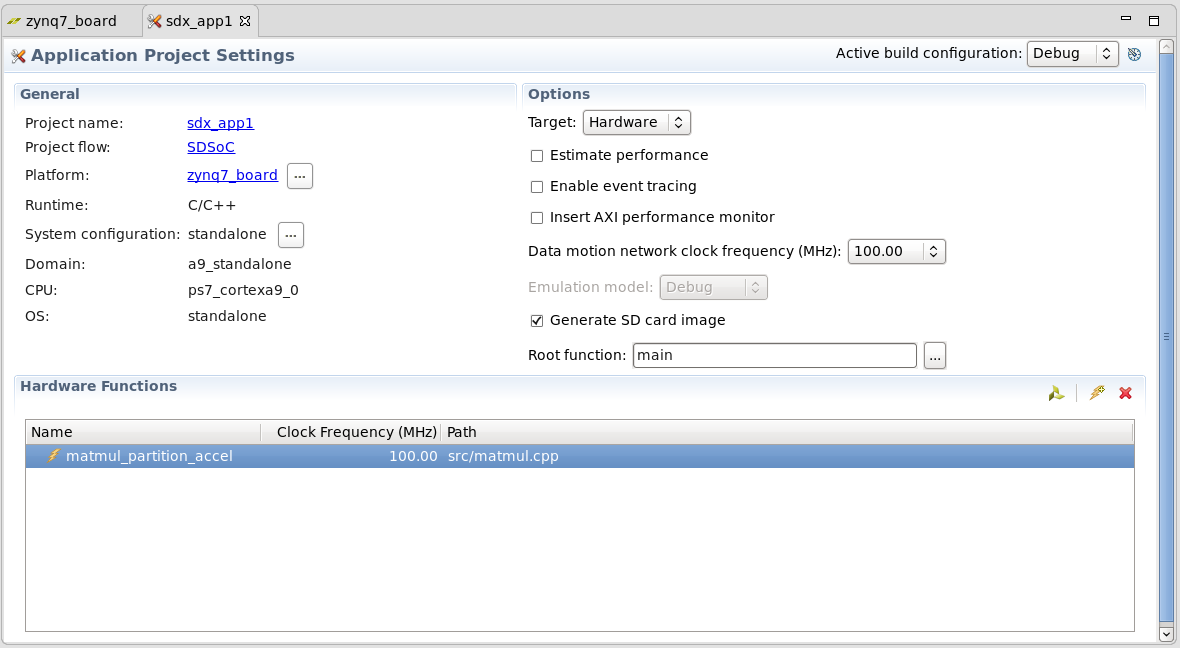 zynq7_board
sdx_app1
Application Project Settings
Active build configuration: Debug
General
Project name: sdx_app1
Project flow: SDSoC
Platform: zynq7_board ...
Runtime: C/C++
System configuration: standalone ...
Domain: a9_standalone
CPU: ps7_cortexa9_0
OS: standalone
Options
Target: Hardware
Estimate performance
Enable event tracing
Insert AXI performance monitor
Data motion network clock frequency (MHz): 100.00
Emulation model: Debug
Generate SD card image
Root function: main ...
Hardware Functions
Name Clock Frequency (MHz) Path
matmul_partition_accel 100.00 src/matmul.cpp